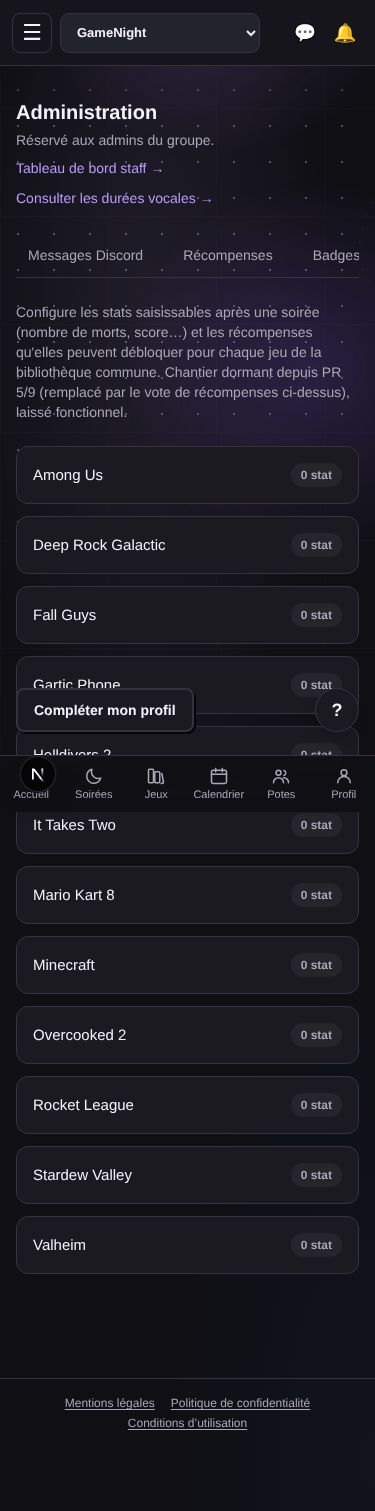 GameNight
Administration
Réservé aux admins du groupe.
Tableau de bord staff →
Consulter les durées vocales →
Messages Discord Récompenses Badges
Configure les stats saisissables après une soirée
(nombre de morts, score…) et les récompenses
qu'elles peuvent débloquer pour chaque jeu de la
bibliothèque commune. Chantier dormant depuis PR
5/9 (remplacé par le vote de récompenses ci-dessus),
laissé fonctionnel.
Among Us 0 stat
Deep Rock Galactic 0 stat
Fall Guys 0 stat
Gartic Phone 0 stat
Compléter mon profil ?
Helldivers 2 0 stat
Accueil Soirées Jeux Calendrier Potes Profil
It Takes Two 0 stat
Mario Kart 8 0 stat
Minecraft 0 stat
Overcooked 2 0 stat
Rocket League 0 stat
Stardew Valley 0 stat
Valheim 0 stat
Mentions légales Politique de confidentialité
Conditions d'utilisation